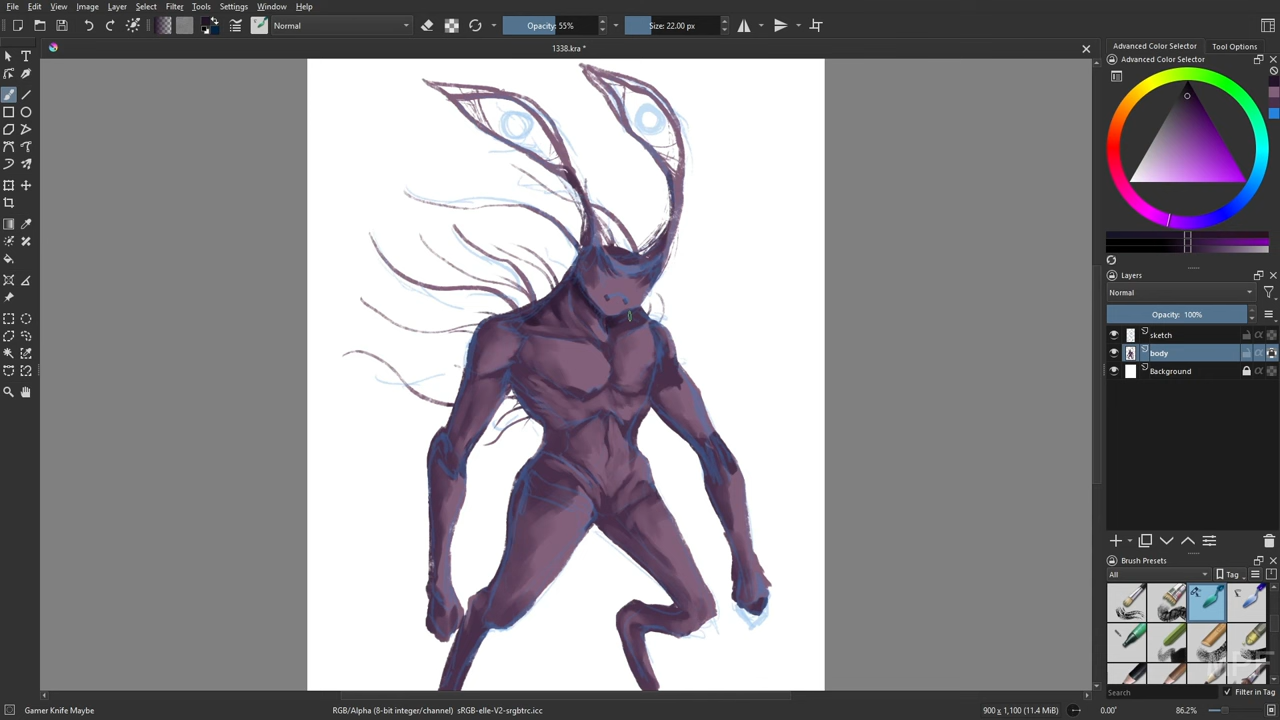 File Edit View Image Layer Select Filter Tools Settings Window Help
Normal
Opacity: 55%
Size: 22.00 px
1338.kra *
Advanced Color Selector
Tool Options
Advanced Color Selector
Layers
Normal
Opacity: 100%
sketch
body
Background
Brush Presets
All
Tag
Search
Filter in Tag
Gamer Knife Maybe
RGB/Alpha (8-bit integer/channel) sRGB-elle-V2-srgbtrc.icc
900 x 1,100 (11.4 MiB)
0.00°
86.2%